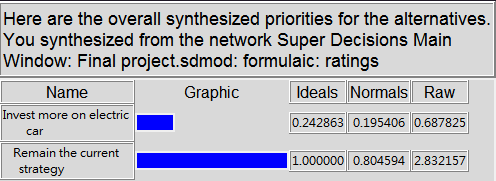 Here are the overall synthesized priorities for the alternatives.
You synthesized from the network Super Decisions Main
Window: Final project.sdmod: formulaic: ratings
Name Graphic Ideals Normals Raw
Invest more on electric
car
0.242863 0.195406 0.687825
Remain the current
strategy
1.000000 0.804594 2.832157